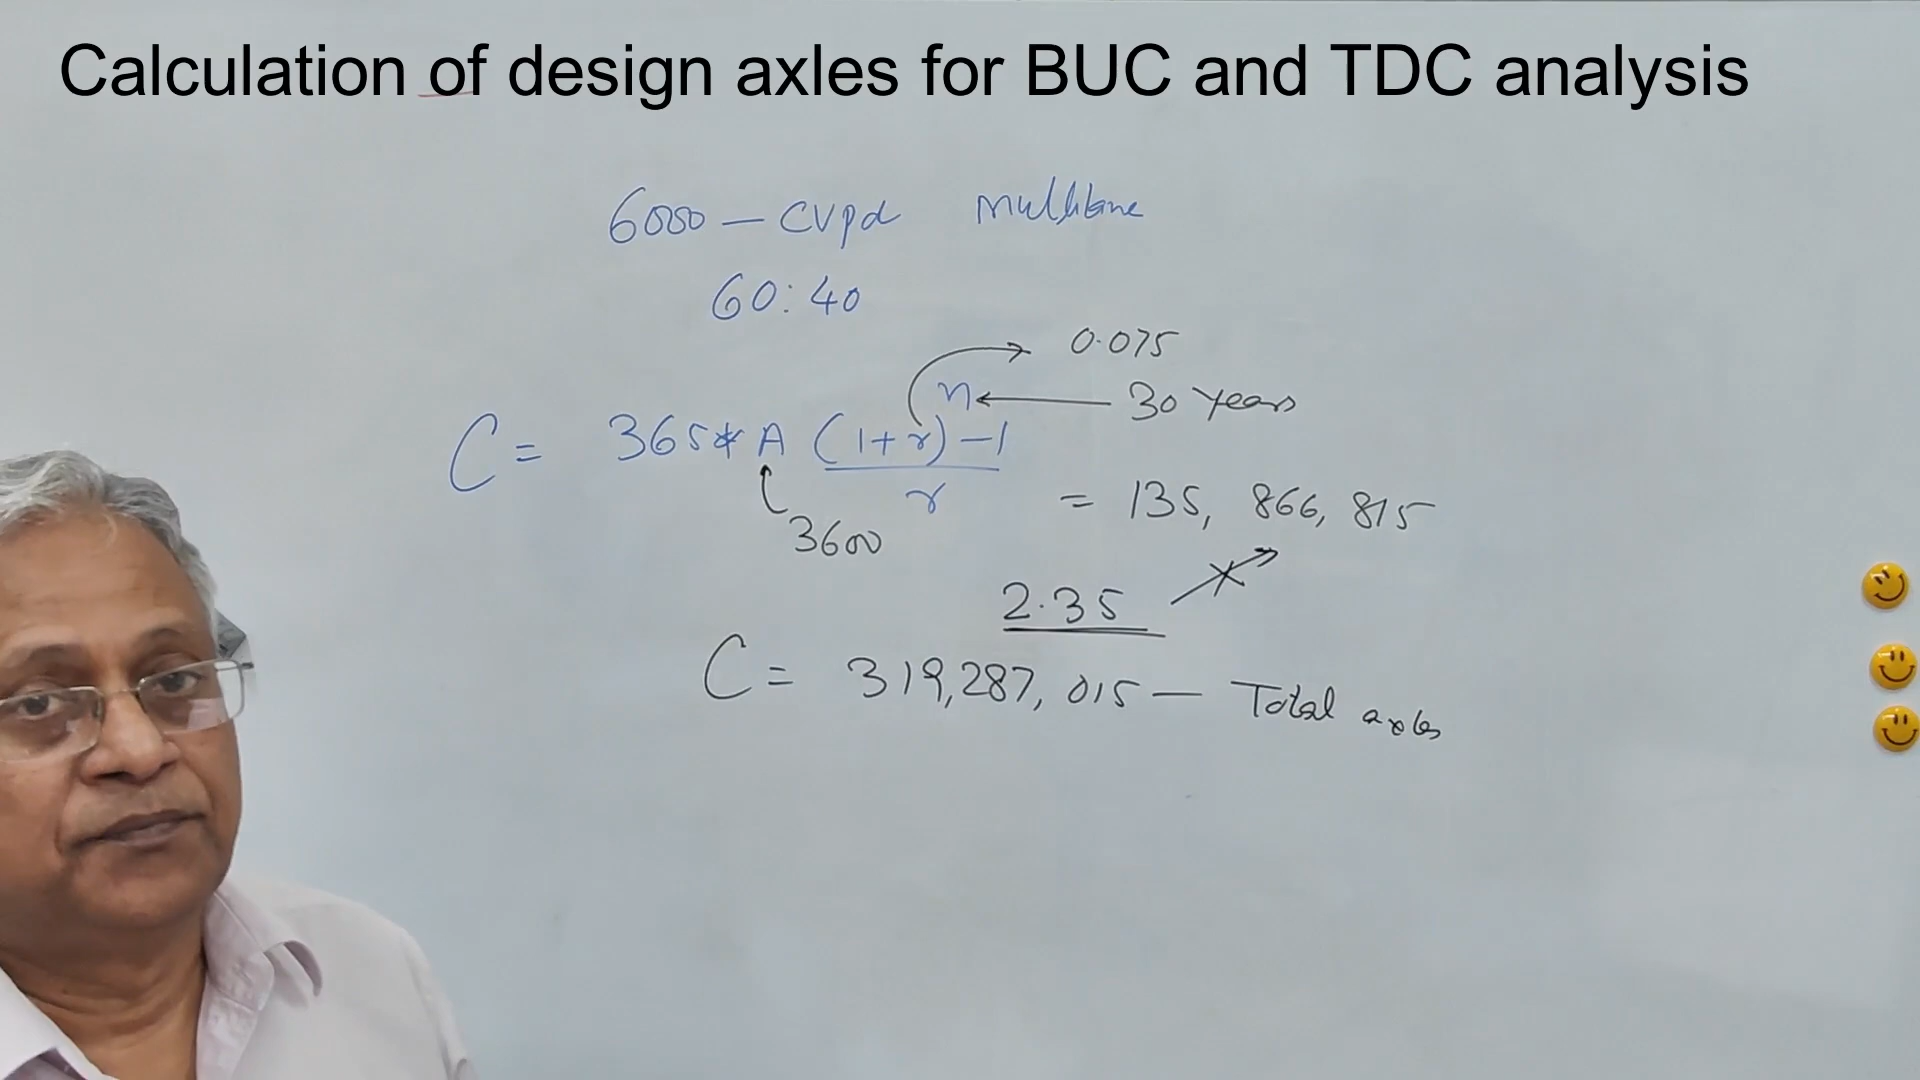 Calculation of design axles for BUC and TDC analysis
6000 – CVpd multilane
60:40
0.075
n ← 30 years
C = 365 * A (1+r) – 1
r
3600
= 135, 866, 815
2.35
C = 319,287, 015 – Total axles